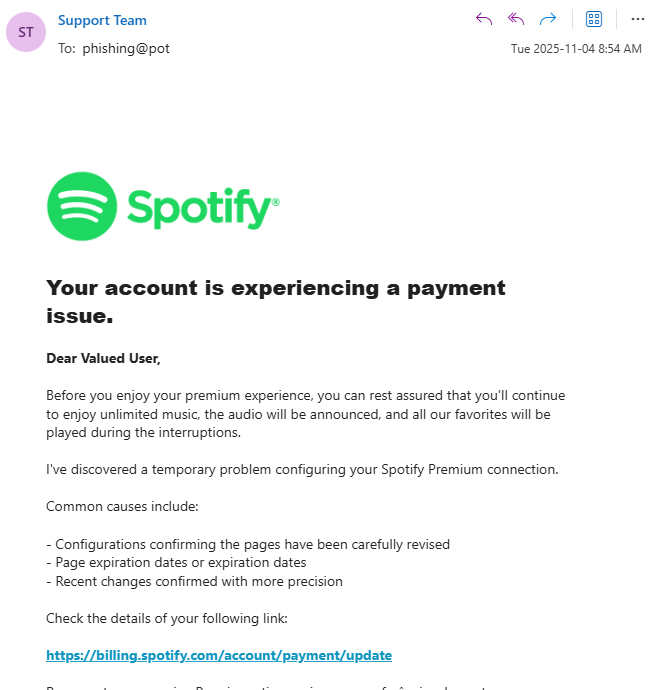 ST
Support Team
To: phishing@pot
Tue 2025-11-04 8:54 AM
Spotify®
Your account is experiencing a payment
issue.
Dear Valued User,
Before you enjoy your premium experience, you can rest assured that you'll continue
to enjoy unlimited music, the audio will be announced, and all our favorites will be
played during the interruptions.
I've discovered a temporary problem configuring your Spotify Premium connection.
Common causes include:
- Configurations confirming the pages have been carefully revised
- Page expiration dates or expiration dates
- Recent changes confirmed with more precision
Check the details of your following link:
https://billing.spotify.com/account/payment/update